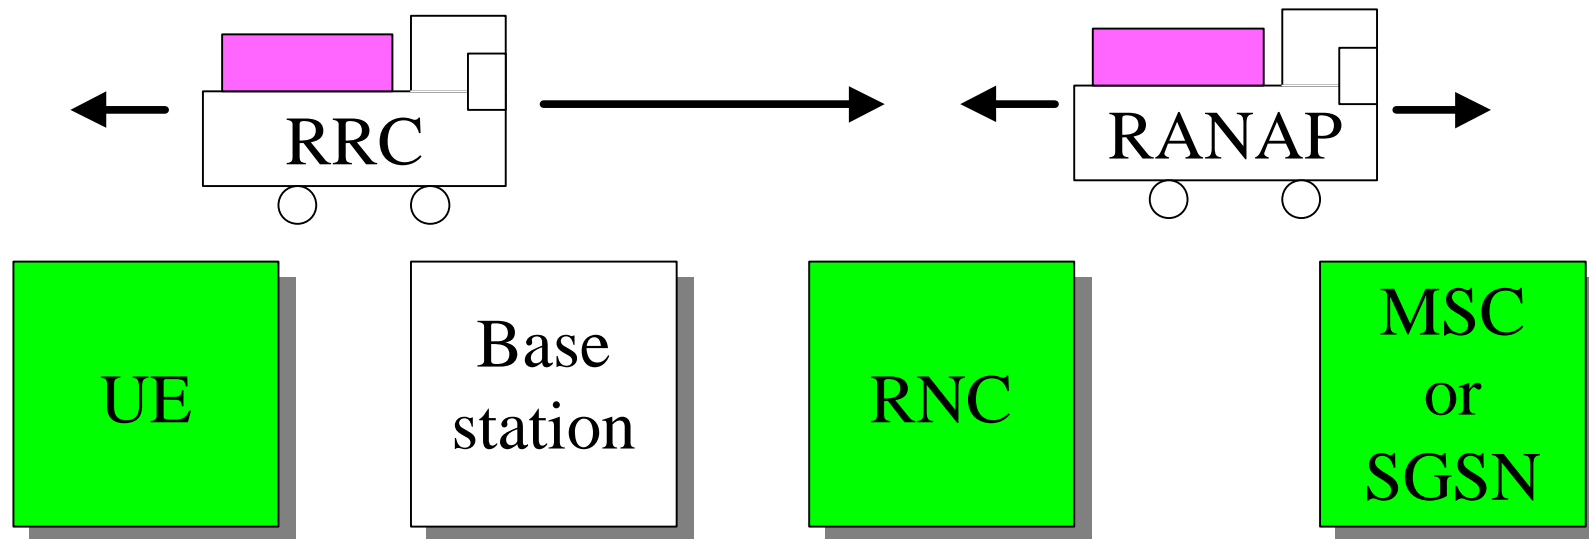 RRC
RANAP
UE
Base
station
RNC
MSC
or
SGSN